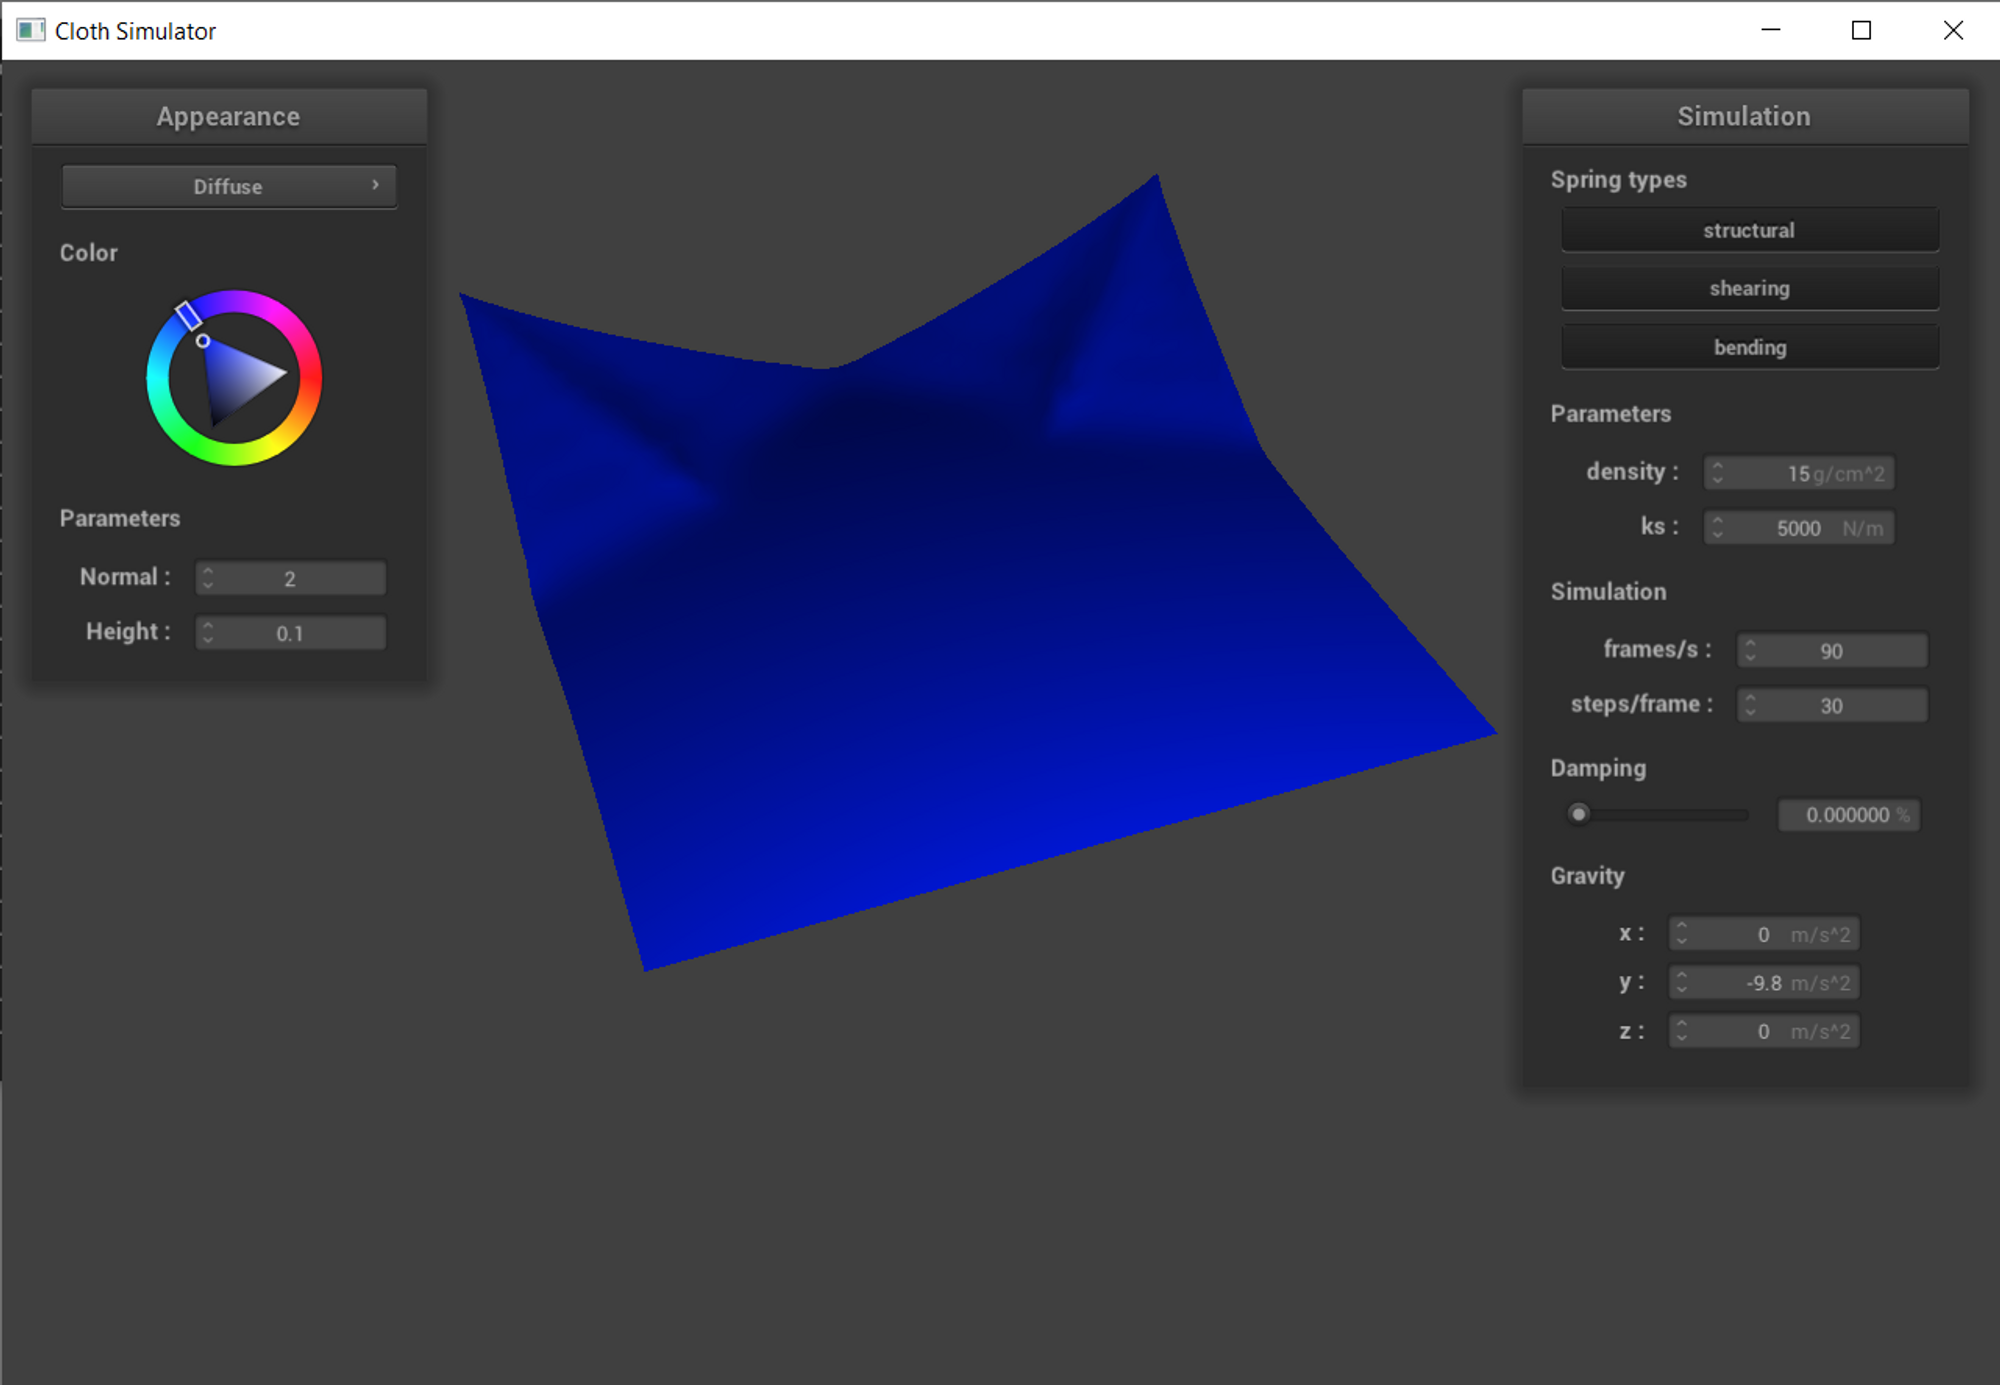 Cloth Simulator
Appearance
Diffuse
Color
Parameters
Normal : 2
Height : 0.1
Simulation
Spring types
structural
shearing
bending
Parameters
density : 15 g/cm^2
ks : 5000 N/m
Simulation
frames/s : 90
steps/frame : 30
Damping
0.000000 %
Gravity
x : 0 m/s^2
y : -9.8 m/s^2
z : 0 m/s^2